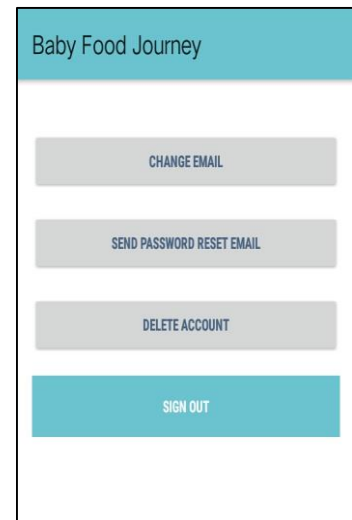 Baby Food Journey
CHANGE EMAIL
SEND PASSWORD RESET EMAIL
DELETE ACCOUNT
SIGN OUT